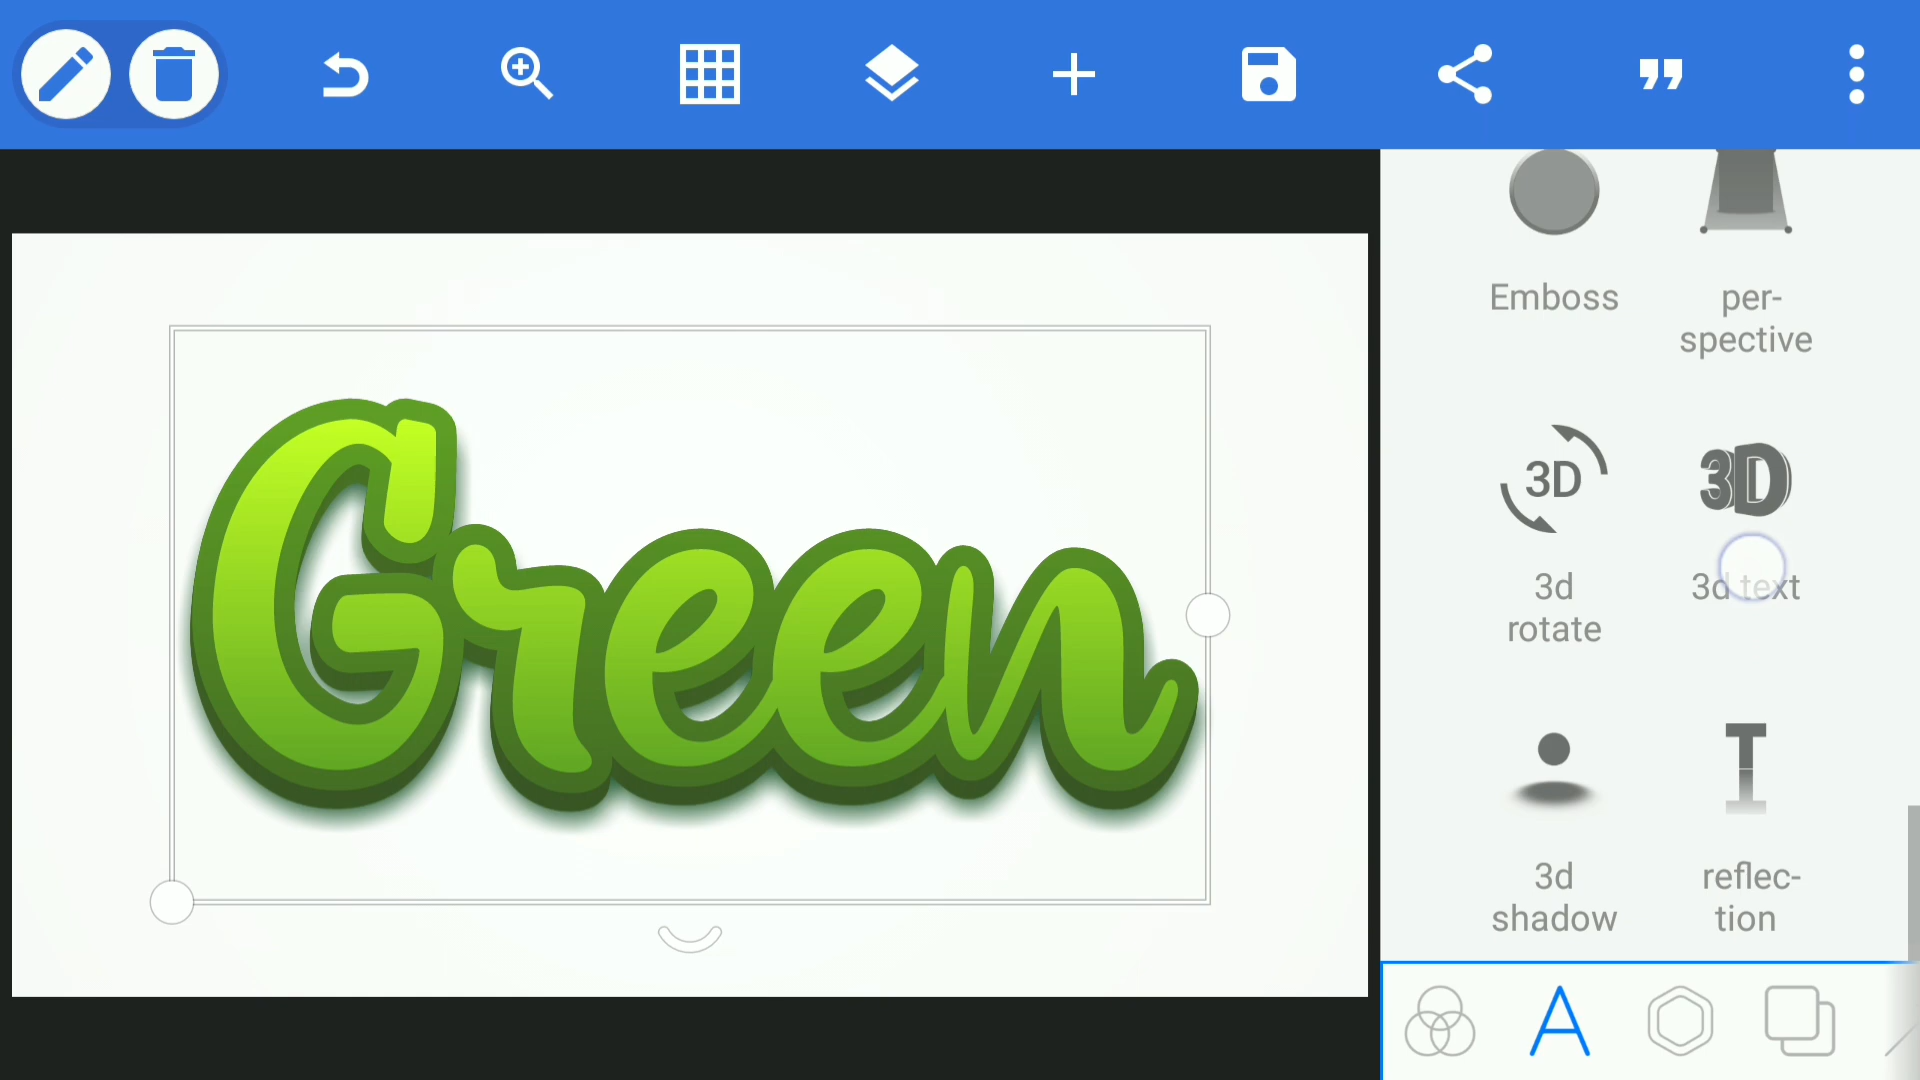 Emboss
per-
spective
Green
3D
3D
3d
rotate
3d text
T
3d
shadow
reflec-
tion
A